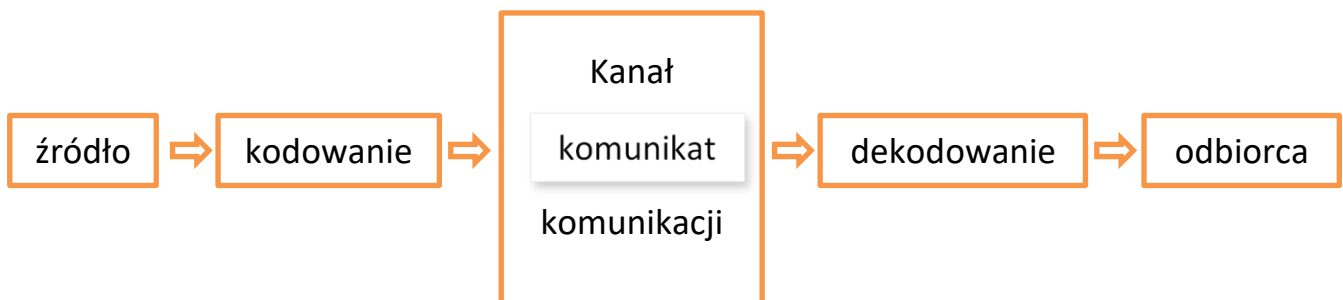 źródło
kodowanie
Kanał
komunikat
komunikacji
dekodowanie
odbiorca